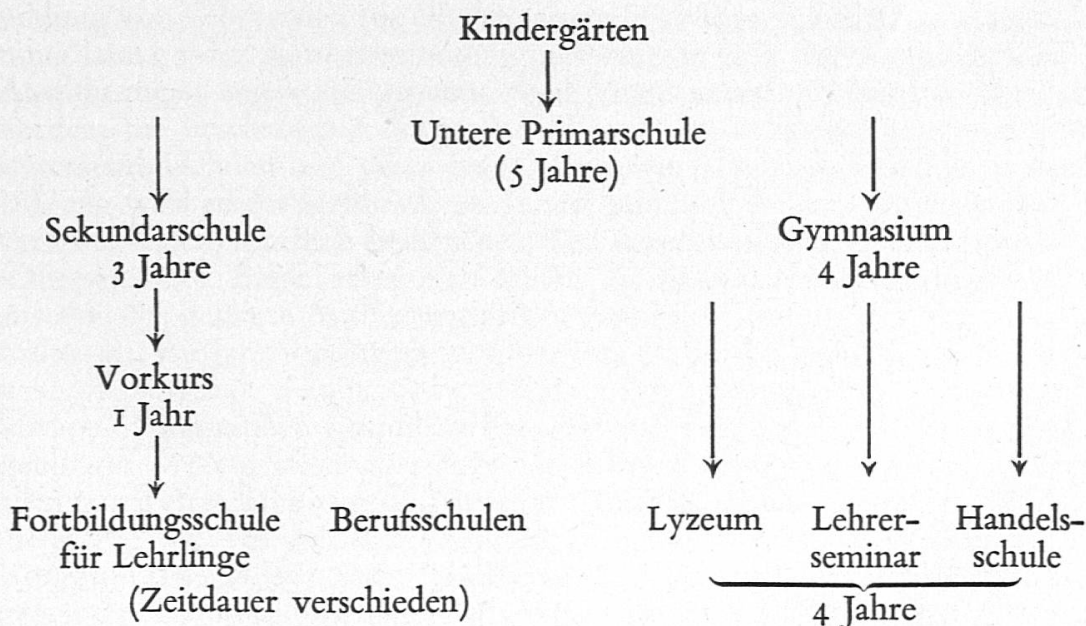 Kindergärten
Untere Primarschule
(5 Jahre)
Sekundarschule
3 Jahre
Gymnasium
4 Jahre
Vorkurs
1 Jahr
Fortbildungsschule
für Lehrlinge
Berufsschulen
(Zeitdauer verschieden)
Lyzeum
Lehrer-
seminar
Handels-
schule
4 Jahre